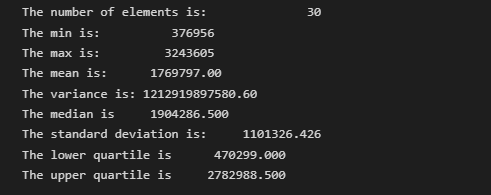 The number of elements is:              30
The min is:          376956
The max is:         3243605
The mean is:      1769797.00
The variance is: 1212919897580.60
The median is     1904286.500
The standard deviation is:     1101326.426
The lower quartile is      470299.000
The upper quartile is     2782988.500